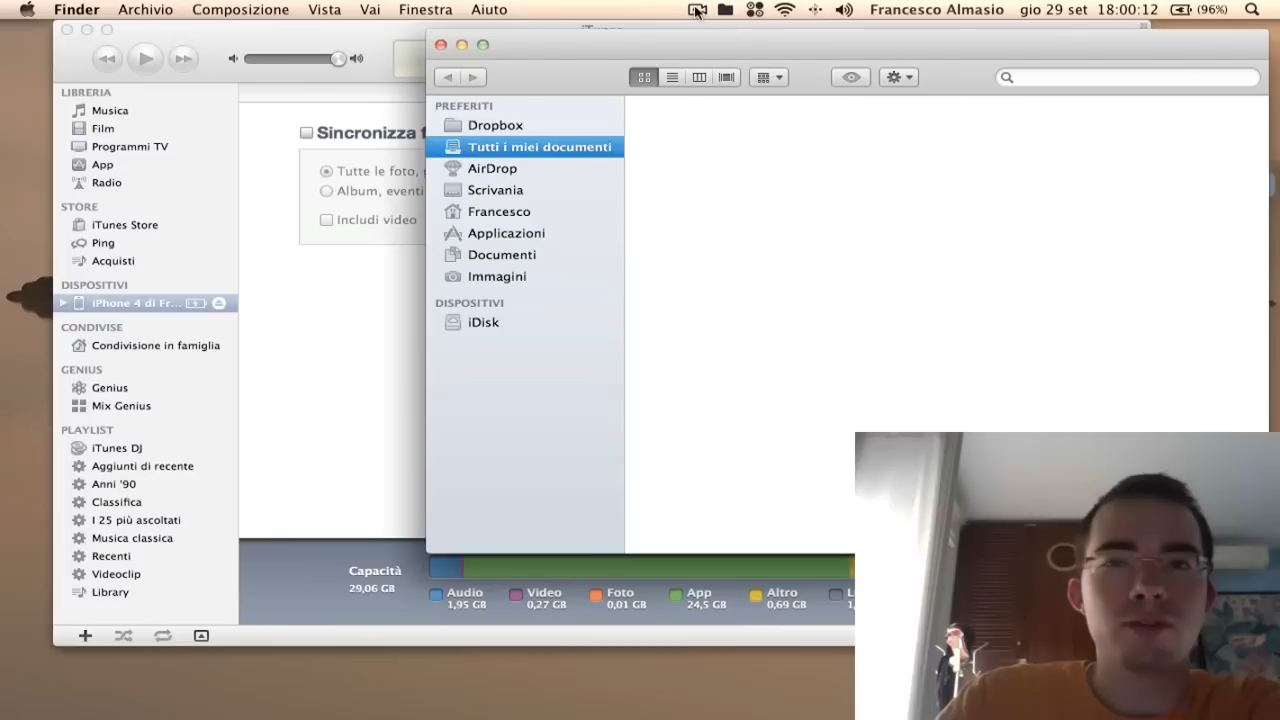 Finder Archivio Composizione Vista Vai Finestra Aiuto Francesco Almasio gio 29 set 18:00:12 (96%)
LIBRERIA
Musica
Film
Programmi TV
App
Radio
STORE
iTunes Store
Ping
Acquisti
DISPOSITIVI
iPhone 4 di Fr...
CONDIVISE
Condivisione in famiglia
GENIUS
Genius
Mix Genius
PLAYLIST
iTunes DJ
Aggiunti di recente
Anni '90
Classifica
I 25 più ascoltati
Musica classica
Recenti
Videoclip
Library
Sincronizza
Tutte le foto,
Album, eventi
Includi video
PREFERITI
Dropbox
Tutti i miei documenti
AirDrop
Scrivania
Francesco
Applicazioni
Documenti
Immagini
DISPOSITIVI
iDisk
Capacità
29,06 GB
Audio
1,95 GB
Video
0,27 GB
Foto
0,01 GB
App
24,5 GB
Altro
0,69 GB